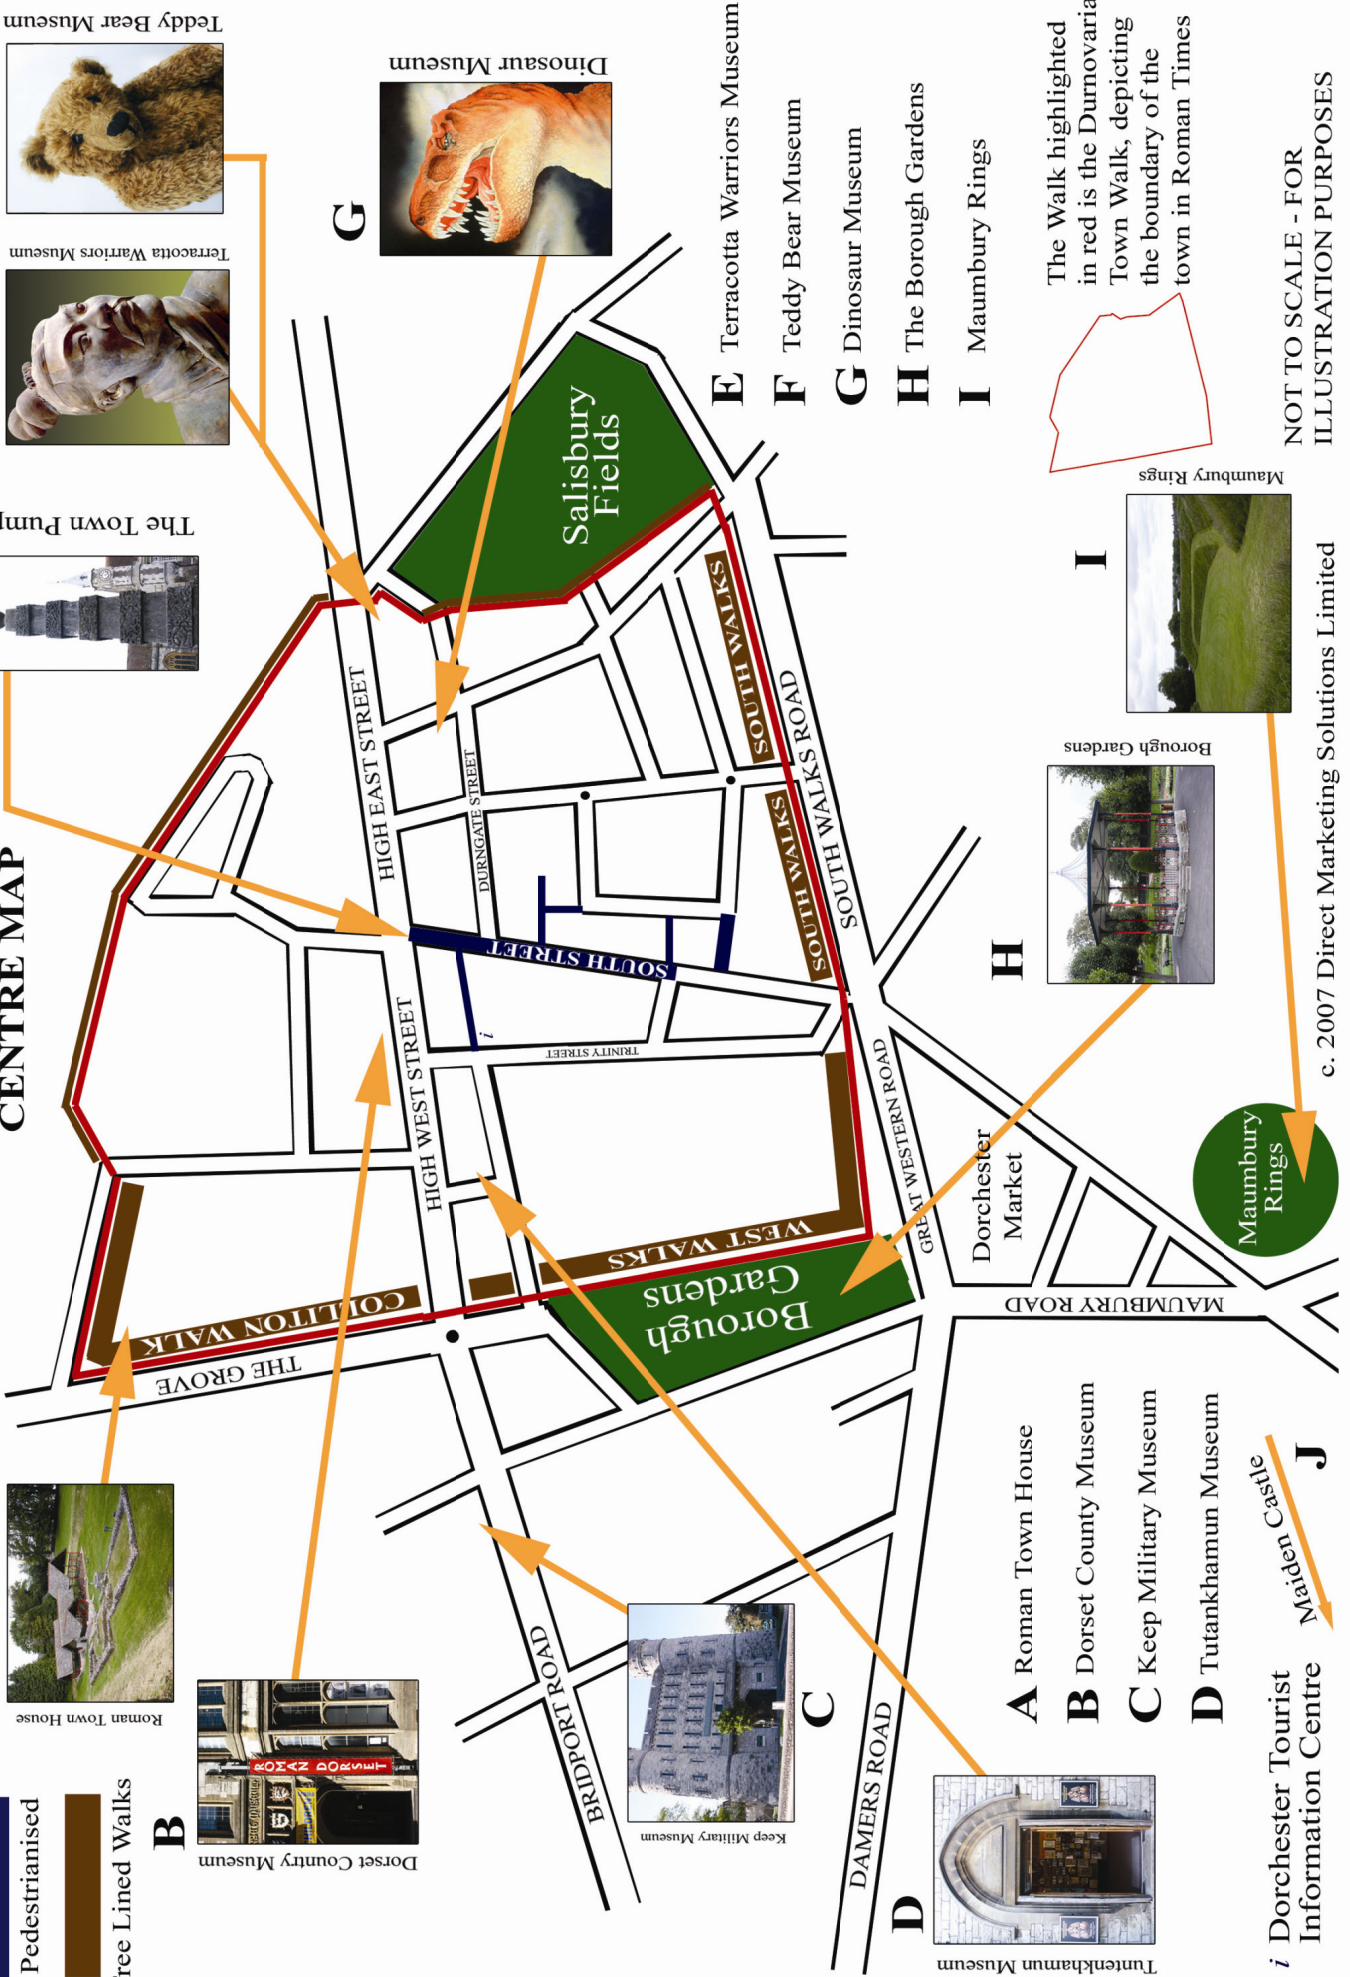 CENTRE MAP
Pedestrianised
ree Lined Walks
Roman Town House
B
Dorset Country Museum
ROMAN DORSET
Keep Military Museum
C
D
Tuntenkhamun Museum
The Town Pump
Terracotta Warriors Museum
Teddy Bear Museum
G
Dinosaur Museum
THE GROVE
COLLITON WALK
WEST WALKS
Borough
Gardens
BRIDPORT ROAD
DAMERS ROAD
HIGH WEST STREET
HIGH EAST STREET
DURNGATE STREET
SOUTH STREET
TRINITY STREET
i
Salisbury
Fields
SOUTH WALKS
SOUTH WALKS
SOUTH WALKS ROAD
GREAT WESTERN ROAD
Dorchester
Market
MAUMBURY ROAD
Maumbury
Rings
H
Borough Gardens
I
Maumbury Rings
A Roman Town House
B Dorset County Museum
C Keep Military Museum
D Tutankhamun Museum
E Terracotta Warriors Museum
F Teddy Bear Museum
G Dinosaur Museum
H The Borough Gardens
I Maumbury Rings
Maiden Castle
J
i Dorchester Tourist
Information Centre
The Walk highlighted
in red is the Durnovaria
Town Walk, depicting
the boundary of the
town in Roman Times
NOT TO SCALE - FOR
ILLUSTRATION PURPOSES
c. 2007 Direct Marketing Solutions Limited